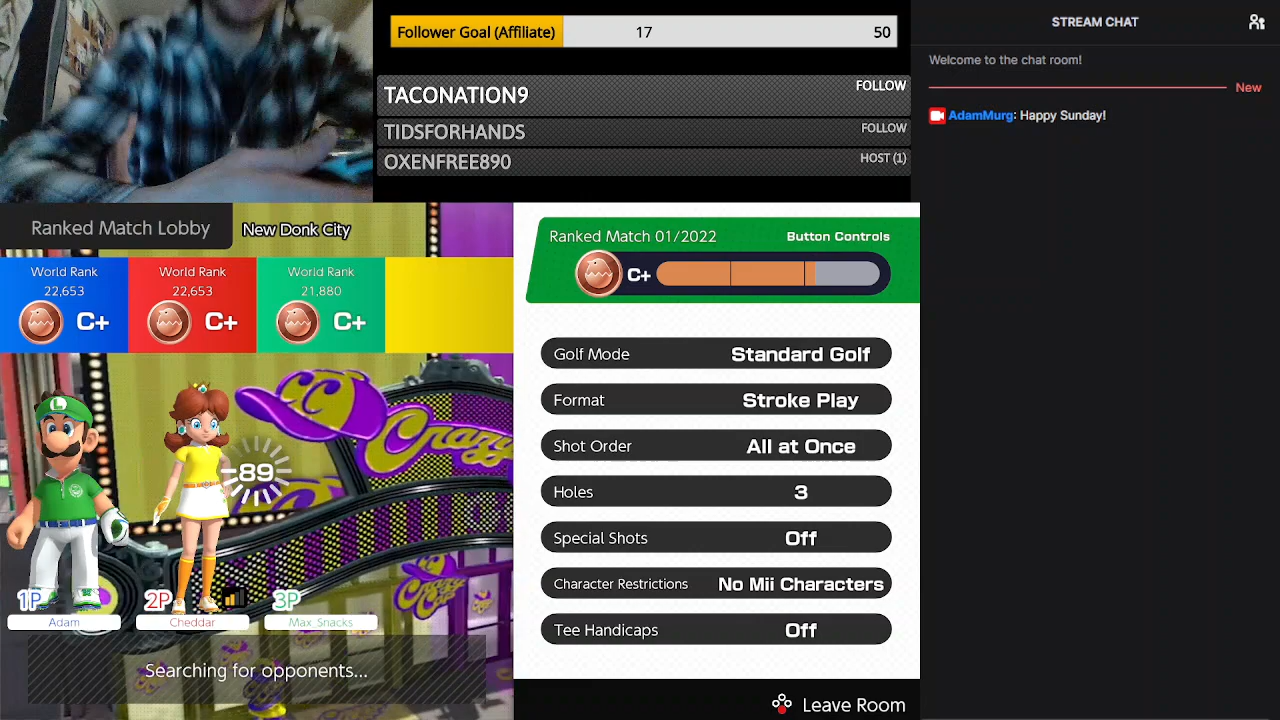 Follower Goal (Affiliate) 17 50
TACONATION9 FOLLOW
TIDSFORHANDS FOLLOW
OXENFREE890 HOST (1)
STREAM CHAT
Welcome to the chat room!
New
AdamMurg: Happy Sunday!
Ranked Match Lobby New Donk City
World Rank
22,653
C+
World Rank
22,653
C+
World Rank
21,880
C+
CC
Crazy
89
1P
Adam
2P
Cheddar
3P
Max_Snacks
Searching for opponents...
Ranked Match 01/2022 Button Controls
C+
Golf Mode Standard Golf
Format Stroke Play
Shot Order All at Once
Holes 3
Special Shots Off
Character Restrictions No Mii Characters
Tee Handicaps Off
Leave Room